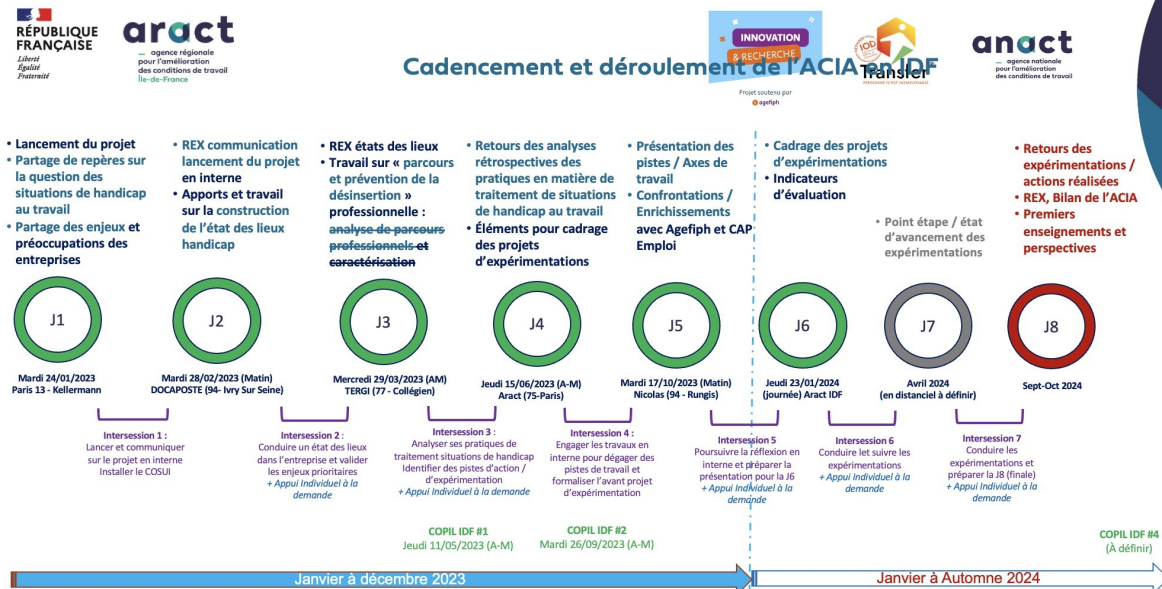 RÉPUBLIQUE
FRANÇAISE
Liberté
Égalité
Fraternité
aract
agence régionale
pour l'amélioration
des conditions de travail
Île-de-France
Cadencement et déroulement de l'ACIA en IDF
INNOVATION
& RECHERCHE
Projet soutenu par
agefiph
IOD
Transfer
anact
agence nationale
pour l'amélioration
des conditions de travail
• Lancement du projet
• Partage de repères sur
la question des
situations de handicap
au travail
• Partage des enjeux et
préoccupations des
entreprises
• REX communication
lancement du projet
en interne
• Apports et travail
sur la construction
de l'état des lieux
handicap
• REX états des lieux
• Travail sur « parcours
et prévention de la
désinsertion »
professionnelle :
analyse de parcours
professionnels et
caractérisation
• Retours des analyses
rétrospectives des
pratiques en matière de
traitement de situations
de handicap au travail
• Éléments pour cadrage
des projets
d'expérimentations
• Présentation des
pistes / Axes de
travail
• Confrontations /
Enrichissements
avec Agefiph et CAP
Emploi
• Cadrage des projets
d'expérimentations
• Indicateurs
d'évaluation
• Point étape / état
d'avancement des
expérimentations
• Retours des
expérimentations /
actions réalisées
• REX, Bilan de l'ACIA
• Premiers
enseignements et
perspectives
J1
J2
J3
J4
J5
J6
J7
J8
Mardi 24/01/2023
Paris 13 - Kellermann
Mardi 28/02/2023 (Matin)
DOCAPOSTE (94- Ivry Sur Seine)
Mercredi 29/03/2023 (AM)
TERGI (77 - Collégien)
Jeudi 15/06/2023 (A-M)
Aract (75-Paris)
Mardi 17/10/2023 (Matin)
Nicolas (94 - Rungis)
Jeudi 23/01/2024
(journée) Aract IDF
Avril 2024
(en distanciel à définir)
Sept-Oct 2024
Intersession 1 :
Lancer et communiquer
sur le projet en interne
Installer le COSUI
Intersession 2 :
Conduire un état des lieux
dans l'entreprise et valider
les enjeux prioritaires
+ Appui Individuel à la
demande
Intersession 3 :
Analyser ses pratiques de
traitement situations de handicap
Identifier des pistes d'action /
d'expérimentation
+ Appui Individuel à la demande
Intersession 4 :
Engager les travaux en
interne pour dégager des
pistes de travail et
formaliser l'avant projet
d'expérimentation
Intersession 5
Poursuivre la réflexion en
interne et préparer la
présentation pour la J6
+ Appui Individuel à la
demande
Intersession 6
Conduire let suivre les
expérimentations
+ Appui Individuel à la
demande
Intersession 7
Conduire les
expérimentations et
préparer la J8 (finale)
+ Appui Individuel à la
demande
COPIL IDF #1
Jeudi 11/05/2023 (A-M)
COPIL IDF #2
Mardi 26/09/2023 (A-M)
COPIL IDF #4
(À définir)
Janvier à décembre 2023
Janvier à Automne 2024